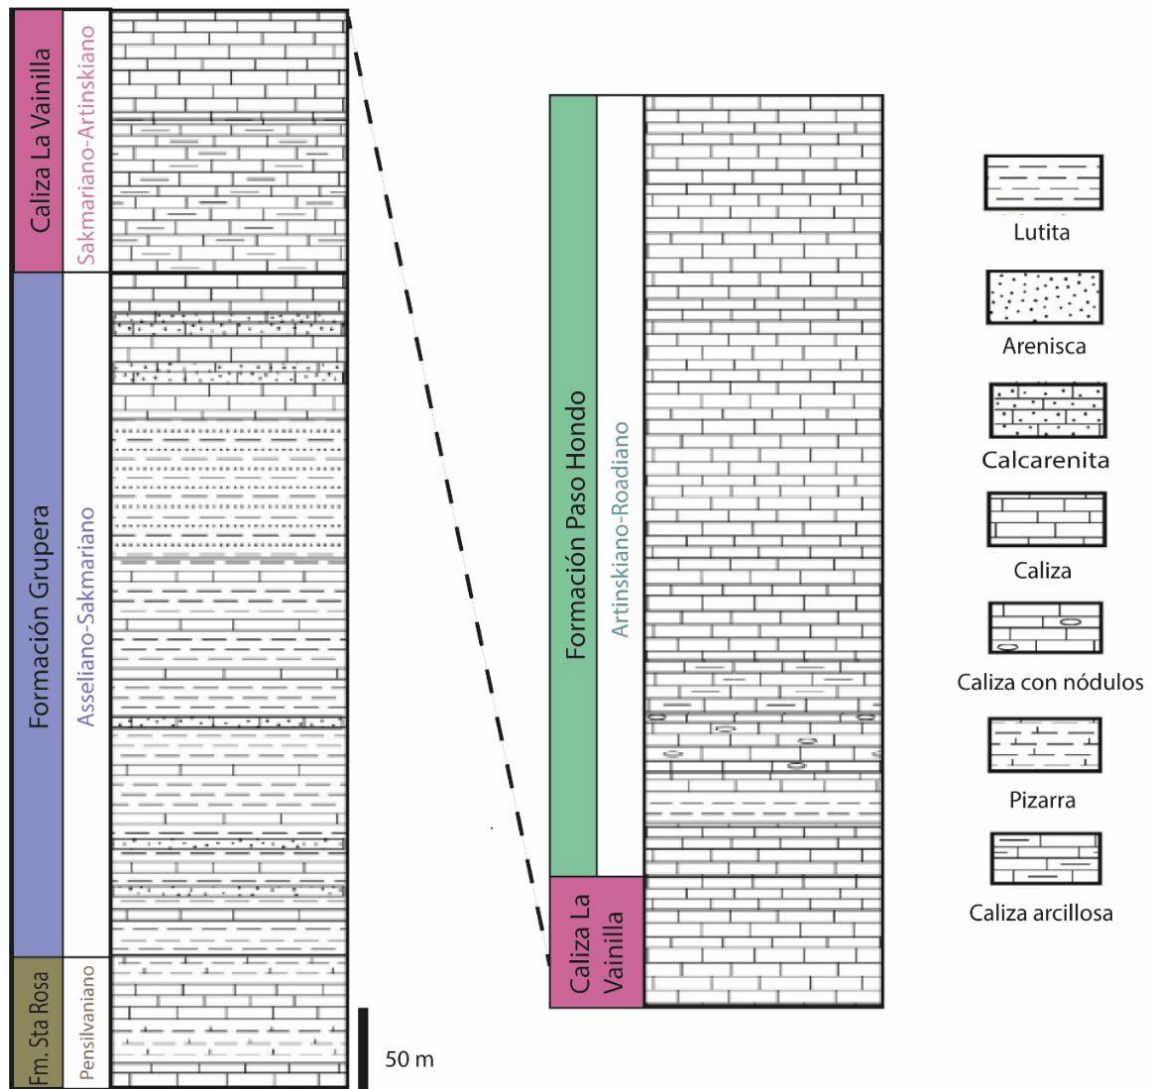 Caliza La Vainilla
Sakmariano-Artinskiano
Formación Grupera
Asseliano-Sakmariano
Fm. Sta Rosa
Pensilvaniano
50 m
Formación Paso Hondo
Artinskiano-Roadiano
Caliza La
Vainilla
Lutita
Arenisca
Calcarenita
Caliza
Caliza con nódulos
Pizarra
Caliza arcillosa